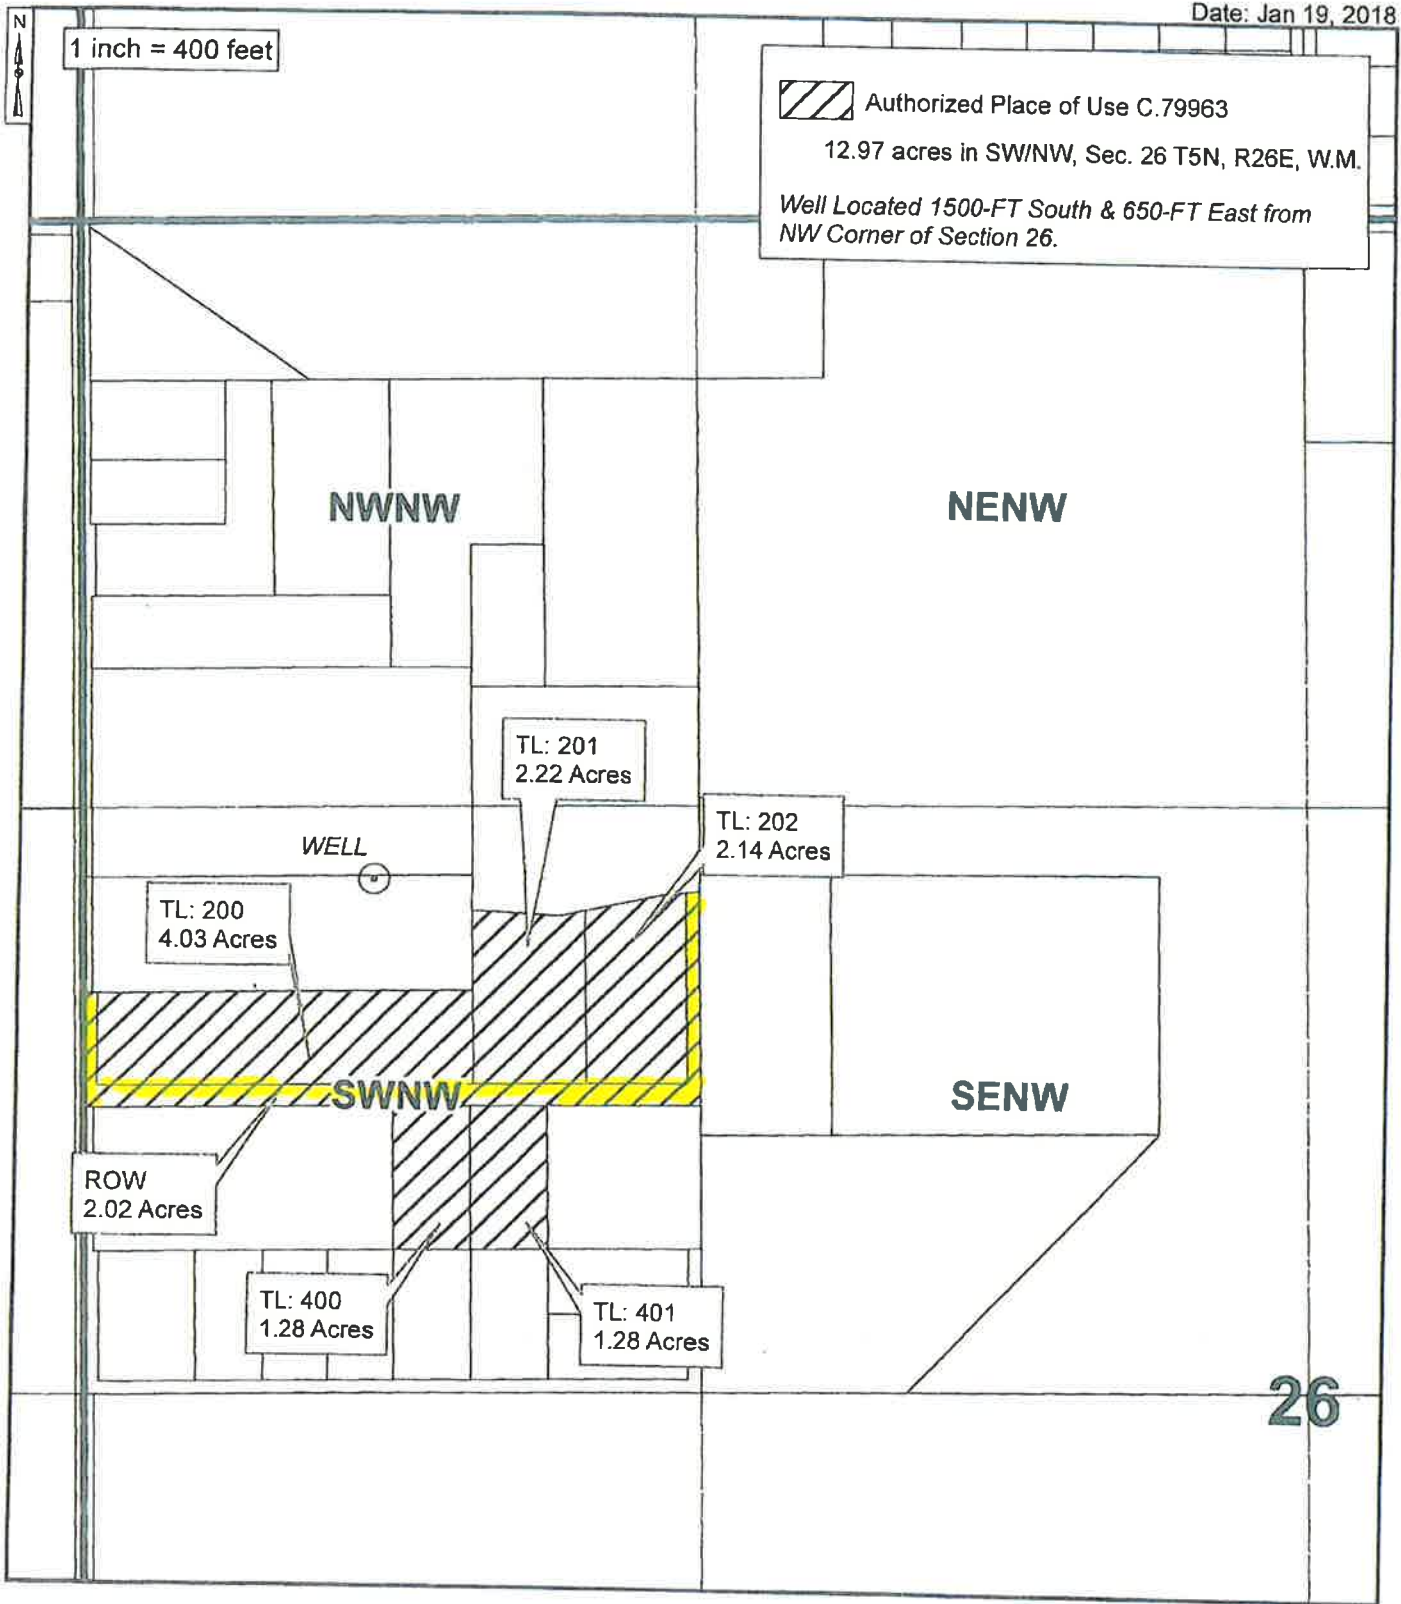 Date: Jan 19, 2018
N
1 inch = 400 feet
Authorized Place of Use C.79963
12.97 acres in SW/NW, Sec. 26 T5N, R26E, W.M.
Well Located 1500-FT South & 650-FT East from
NW Corner of Section 26.
NWNW
NENW
TL: 201
2.22 Acres
TL: 202
2.14 Acres
WELL
TL: 200
4.03 Acres
SWNW
SENW
ROW
2.02 Acres
TL: 400
1.28 Acres
TL: 401
1.28 Acres
26